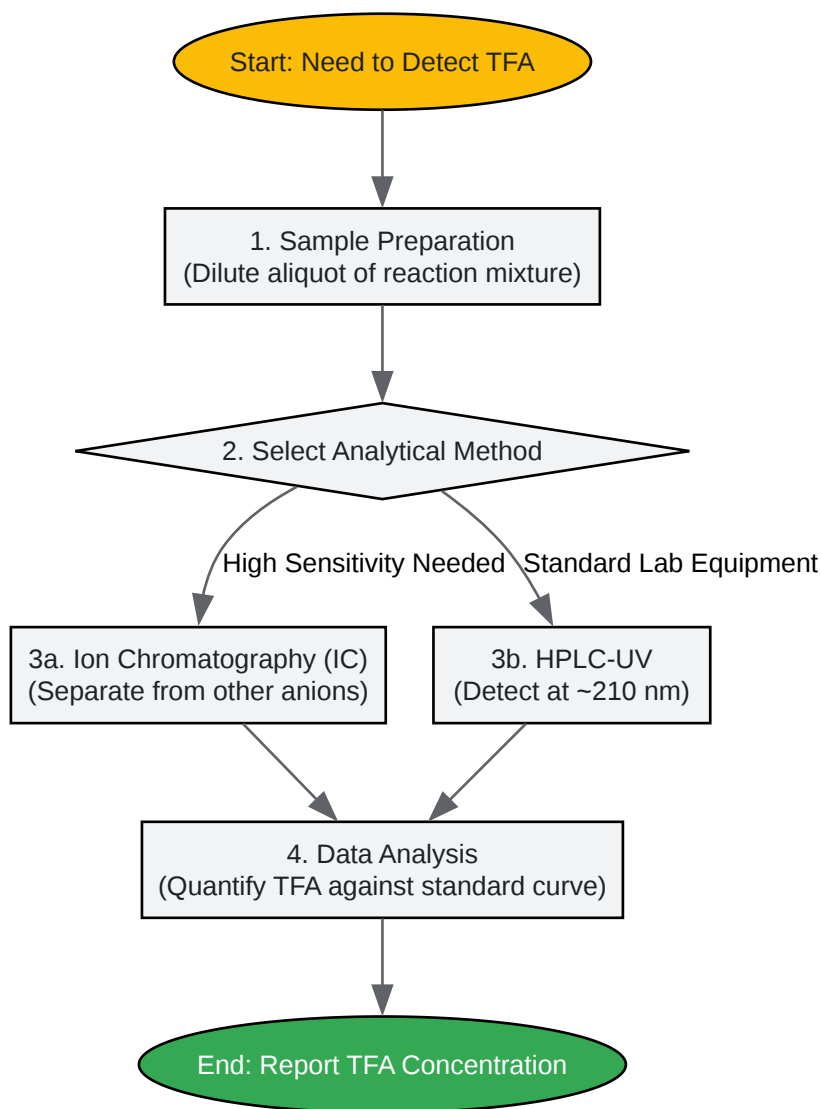 Start: Need to Detect TFA
1. Sample Preparation
(Dilute aliquot of reaction mixture)
2. Select Analytical Method
High Sensitivity Needed
Standard Lab Equipment
3a. Ion Chromatography (IC)
(Separate from other anions)
3b. HPLC-UV
(Detect at ~210 nm)
4. Data Analysis
(Quantify TFA against standard curve)
End: Report TFA Concentration